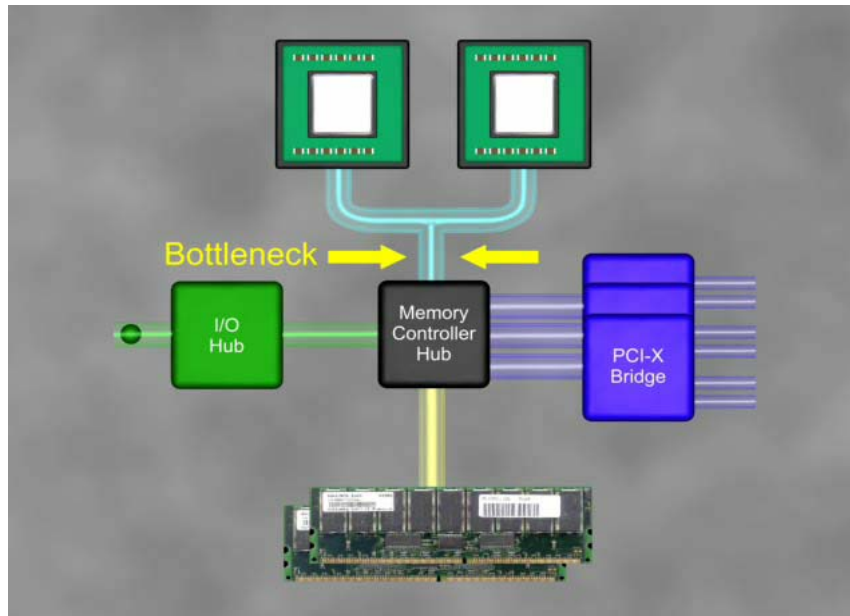 Bottleneck
I/O
Hub
Memory
Controller
Hub
PCI-X
Bridge